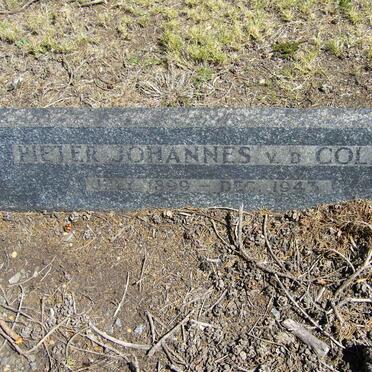 PIETER JOHANNES V. D. COL
1899 – DEC. 1943